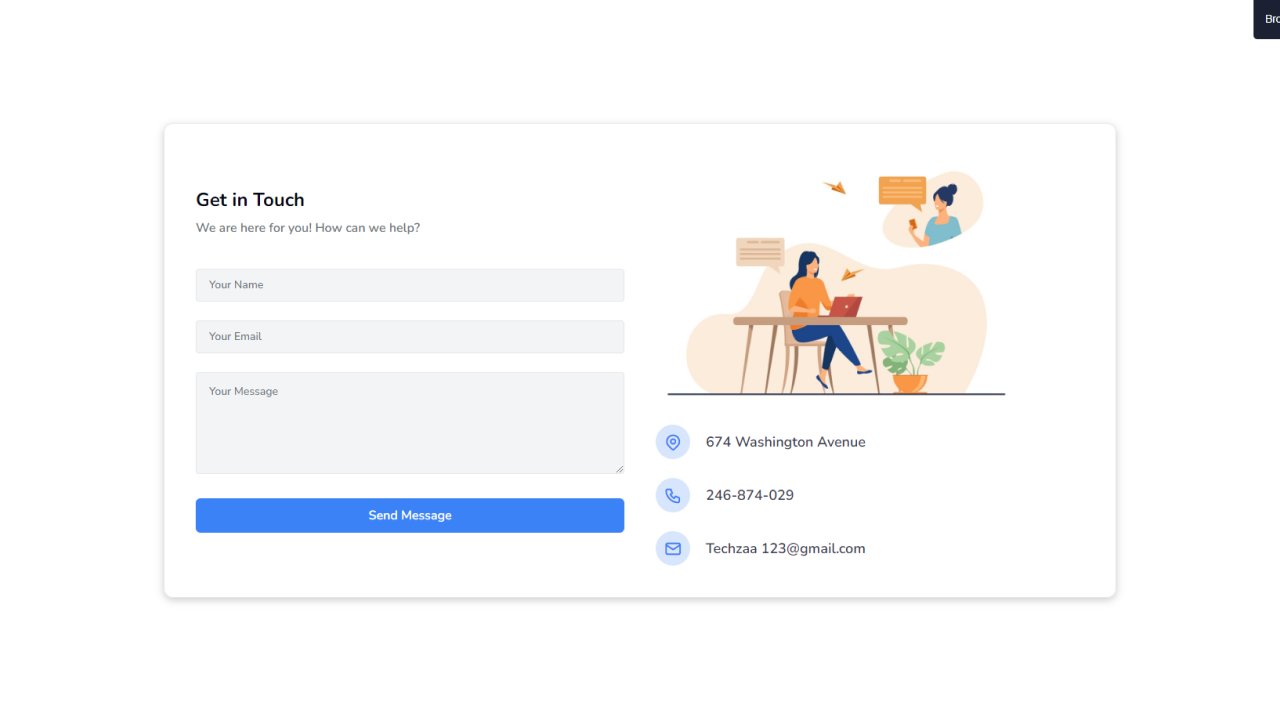 Bro
Get in Touch
We are here for you! How can we help?
Your Name
Your Email
Your Message
Send Message
674 Washington Avenue
246-874-029
Techzaa 123@gmail.com